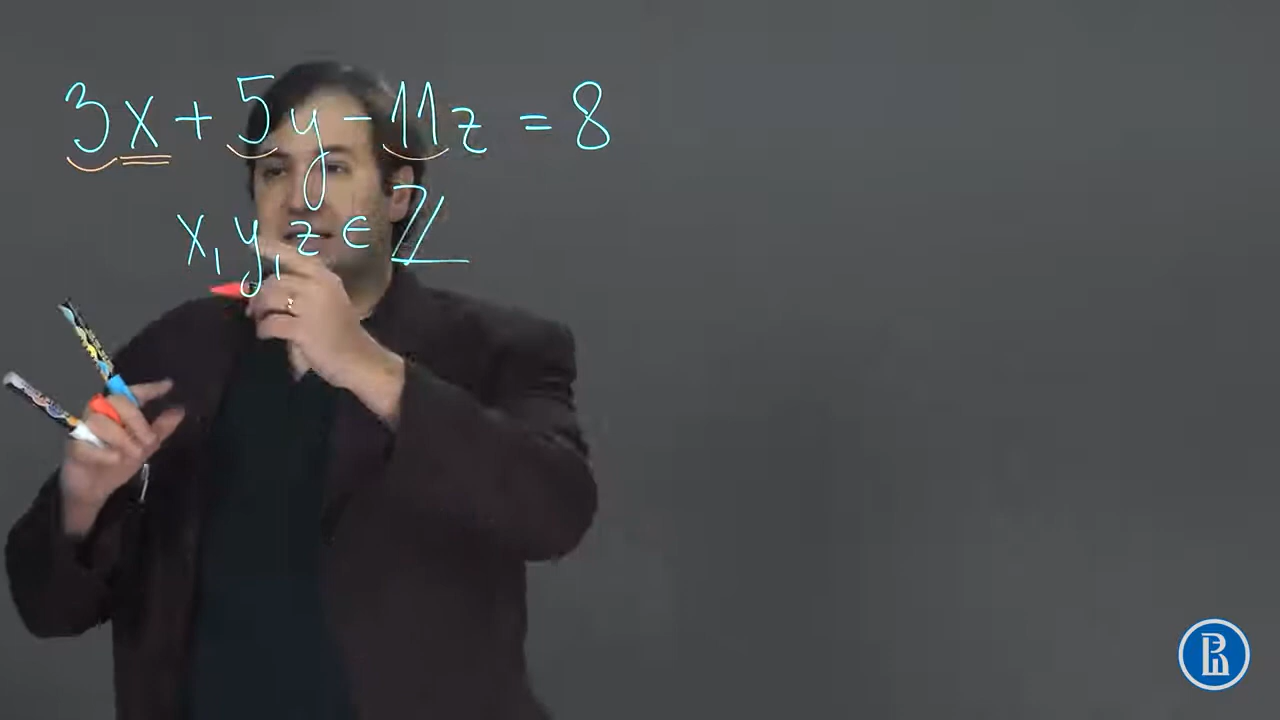 3x + 5y - 11z = 8
x, y, z ∈ ℤ